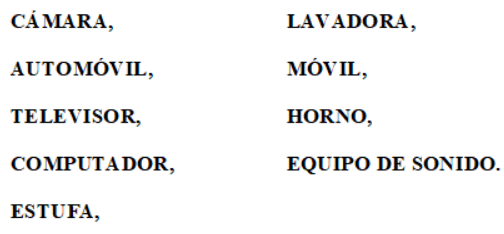 CÁMARA,
AUTOMÓVIL,
TELEVISOR,
COMPUTADOR,
ESTUFA,
LAVADORA,
MÓVIL,
HORNO,
EQUIPO DE SONIDO.